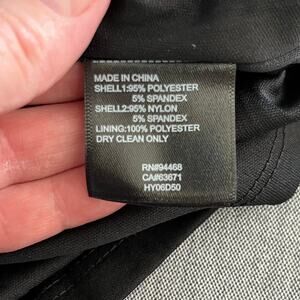 MADE IN CHINA
SHELL1:95% POLYESTER
5% SPANDEX
SHELL2:95% NYLON
5% SPANDEX
LINING:100% POLYESTER
DRY CLEAN ONLY
RN#94468
CA#63671
HY06D50